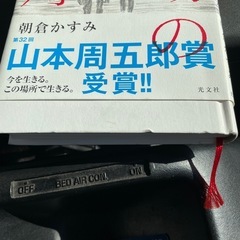 の
朝倉かすみ
第32回
山本周五郎賞
受賞!!
今を生きる。
この場所で生きる。
光文社
OFF BED AIR CON. ON